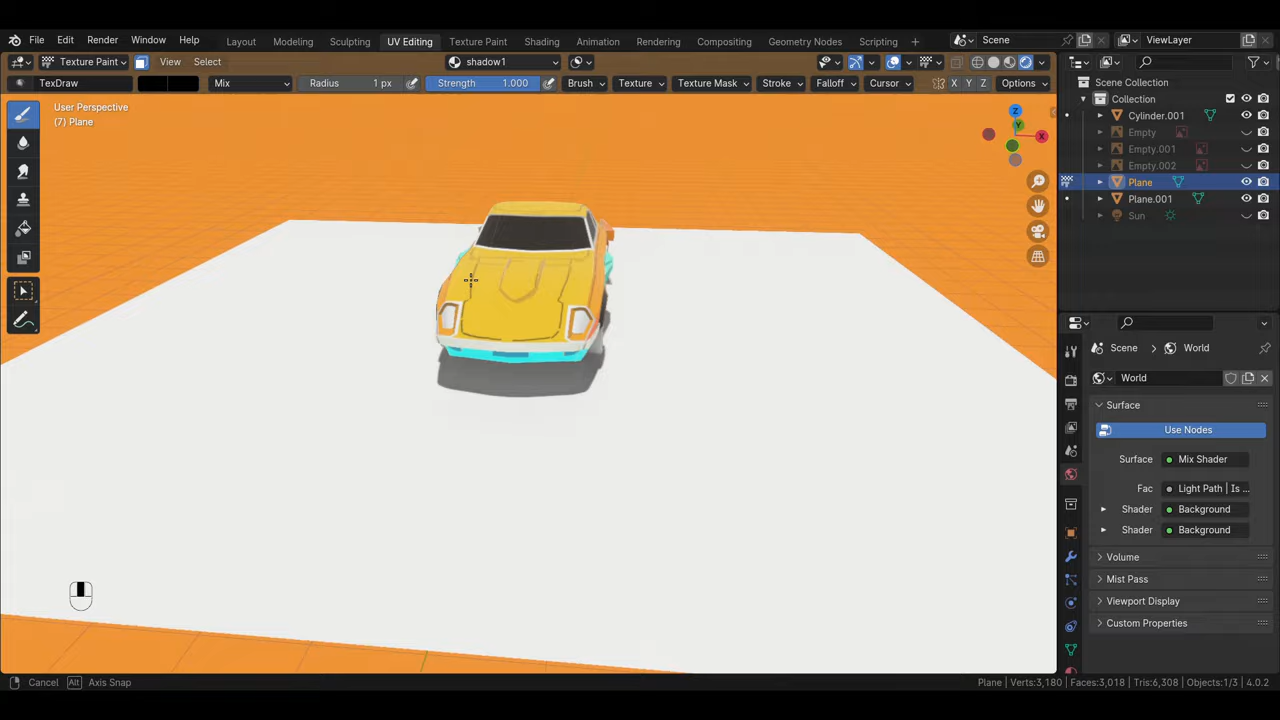 File Edit Render Window Help Layout Modeling Sculpting UV Editing Texture Paint Shading Animation Rendering Compositing Geometry Nodes Scripting + Scene ViewLayer
Texture Paint View Select shadow1
TexDraw Mix Radius 1 px Strength 1.000 Brush Texture Texture Mask Stroke Falloff Cursor X Y Z Options
User Perspective
(7) Plane
Z
Y
X
Scene Collection
Collection
Cylinder.001
Empty
Empty.001
Empty.002
Plane
Plane.001
Sun
Scene > World
World
Surface
Use Nodes
Surface Mix Shader
Fac Light Path | Is ...
Shader Background
Shader Background
Volume
Mist Pass
Viewport Display
Custom Properties
Cancel Alt Axis Snap
Plane | Verts:3,180 | Faces:3,018 | Tris:6,308 | Objects:1/3 | 4.0.2